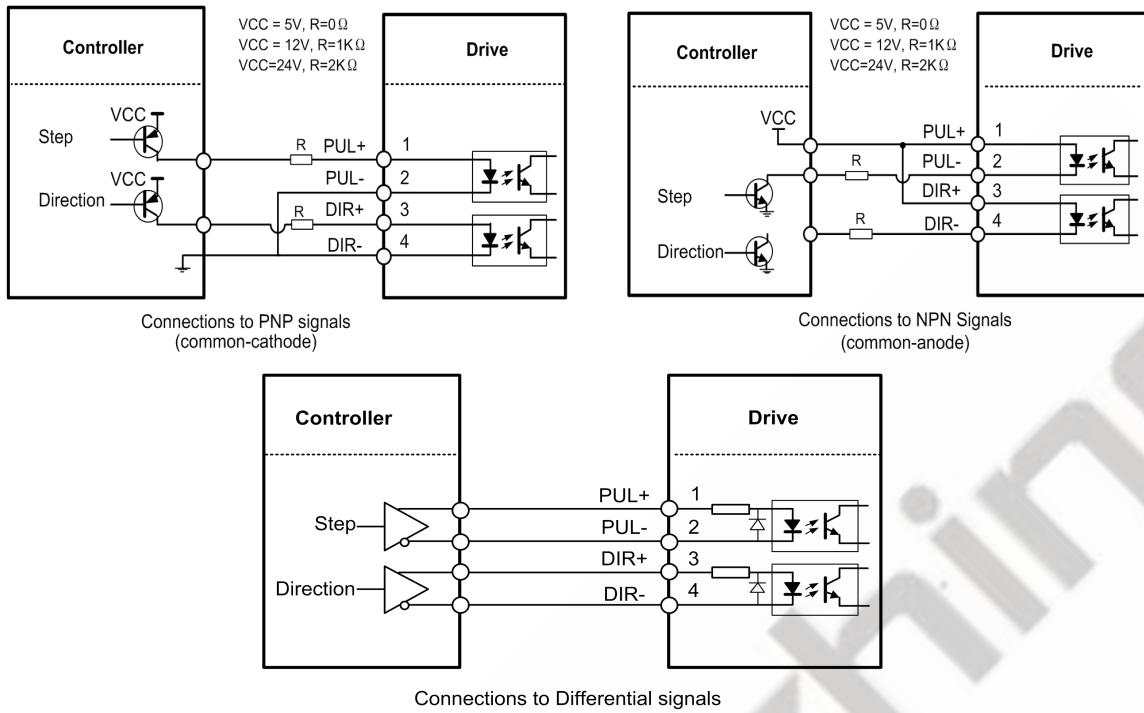 Controller
VCC = 5V, R=0Ω
VCC = 12V, R=1KΩ
VCC=24V, R=2KΩ
Drive
VCC
Step
R
PUL+
1
PUL-
2
VCC
Direction
R
DIR+
3
DIR-
4
Connections to PNP signals
(common-cathode)
Controller
VCC = 5V, R=0Ω
VCC = 12V, R=1KΩ
VCC=24V, R=2KΩ
Drive
VCC
PUL+
1
R
PUL-
2
Step
DIR+
3
R
DIR-
4
Direction
Connections to NPN Signals
(common-anode)
Controller
Drive
PUL+
1
Step
PUL-
2
DIR+
3
Direction
DIR-
4
Connections to Differential signals